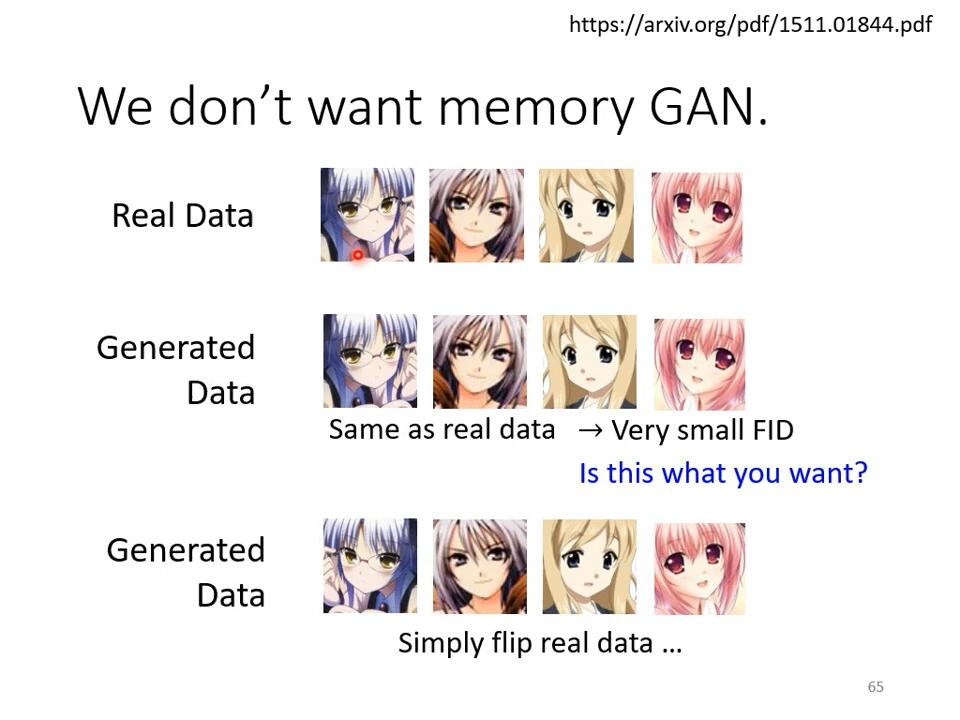 https://arxiv.org/pdf/1511.01844.pdf
We don’t want memory GAN.
Real Data
Generated
Data
Same as real data → Very small FID
Is this what you want?
Generated
Data
Simply flip real data …
65